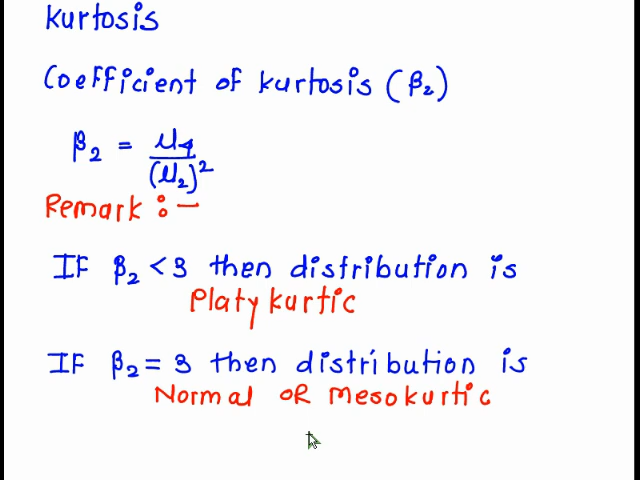 Kurtosis
Coefficient of kurtosis (β₂)
β₂ = μ₄ / (μ₂)²
Remark :-
IF β₂ < 3 then distribution is
Platykurtic
IF β₂ = 3 then distribution is
Normal OR mesokurtic